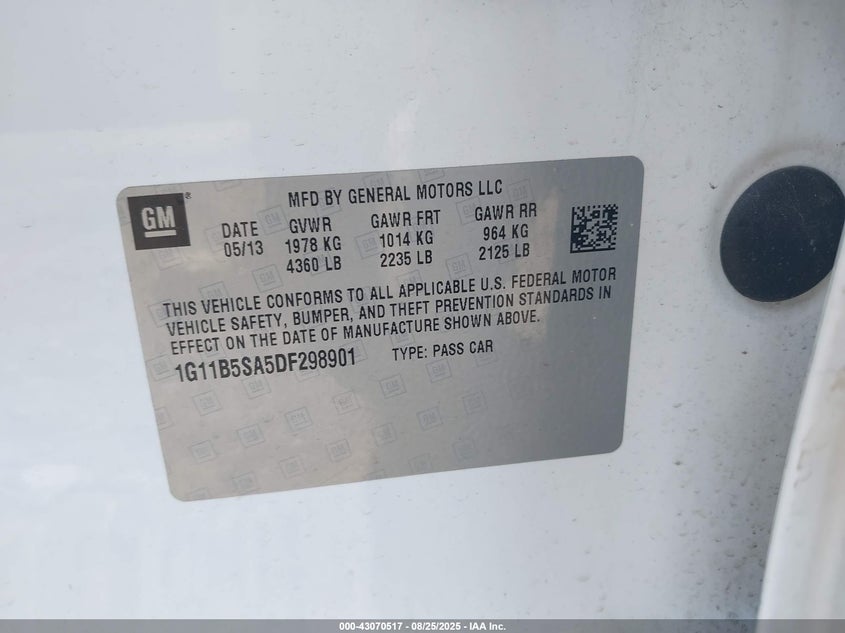 GM®
MFD BY GENERAL MOTORS LLC
DATE GVWR GAWR FRT GAWR RR
05/13 1978 KG 1014 KG 964 KG
4360 LB 2235 LB 2125 LB
THIS VEHICLE CONFORMS TO ALL APPLICABLE U.S. FEDERAL MOTOR
VEHICLE SAFETY, BUMPER, AND THEFT PREVENTION STANDARDS IN
EFFECT ON THE DATE OF MANUFACTURE SHOWN ABOVE.
1G11B5SA5DF298901 TYPE: PASS CAR
000-43070517 - 08/25/2025 - IAA Inc.